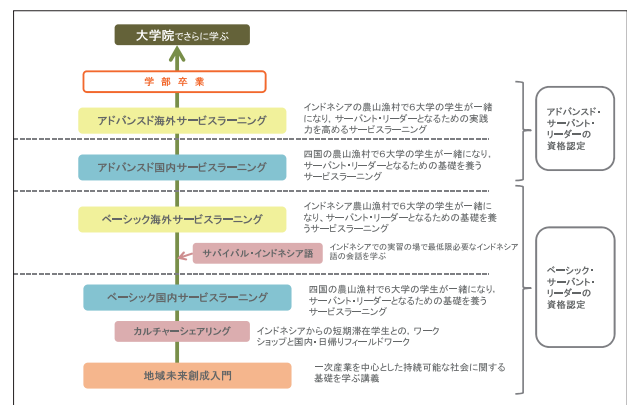 大学院でさらに学ぶ
学部卒業
アドバンスド海外サービスラーニング
インドネシアの農山漁村で6大学の学生が一緒
になり、サーバント・リーダーとなるための実践
力を高めるサービスラーニング
アドバンスド国内サービスラーニング
四国の農山漁村で6大学の学生が一緒になり、
サーバント・リーダーとなるための基礎を養う
サービスラーニング
アドバンスド・
サーバント・
リーダーの
資格認定
ベーシック海外サービスラーニング
インドネシア農山漁村で6大学の学生が一緒に
なり、サーバント・リーダーとなるための基礎を養
うサービスラーニング
サバイバル・インドネシア語
インドネシアでの実習の場で最低限必要なインドネシア
語の会話を学ぶ
ベーシック国内サービスラーニング
四国の農山漁村で6大学の学生が一緒になり、
サーバント・リーダーとなるための基礎を養う
サービスラーニング
カルチャーシェアリング
インドネシアからの短期滞在学生との、ワーク
ショップと国内・日帰りフィールドワーク
地域未来創成入門
一次産業を中心とした持続可能な社会に関する
基礎を学ぶ講義
ベーシック・
サーバント・
リーダーの
資格認定